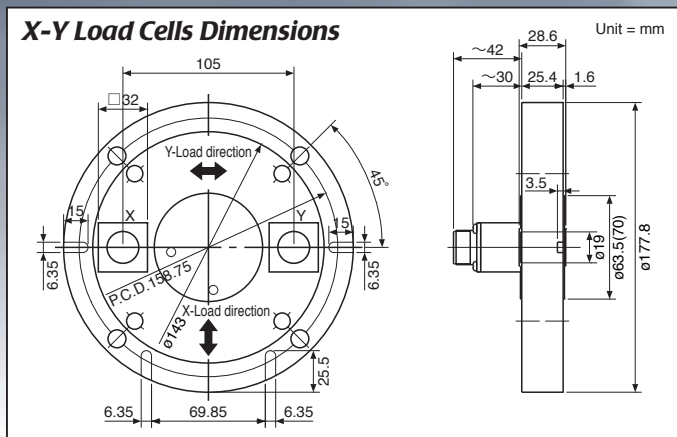 X-Y Load Cells Dimensions
Unit = mm
105
□32
Y-Load direction
45°
15
X
Y
15
6.35
6.35
P.C.D.158.75
ø143
X-Load direction
25.5
6.35
69.85
6.35
28.6
~42
~30
25.4
1.6
3.5
ø19
ø63.5(70)
ø177.8